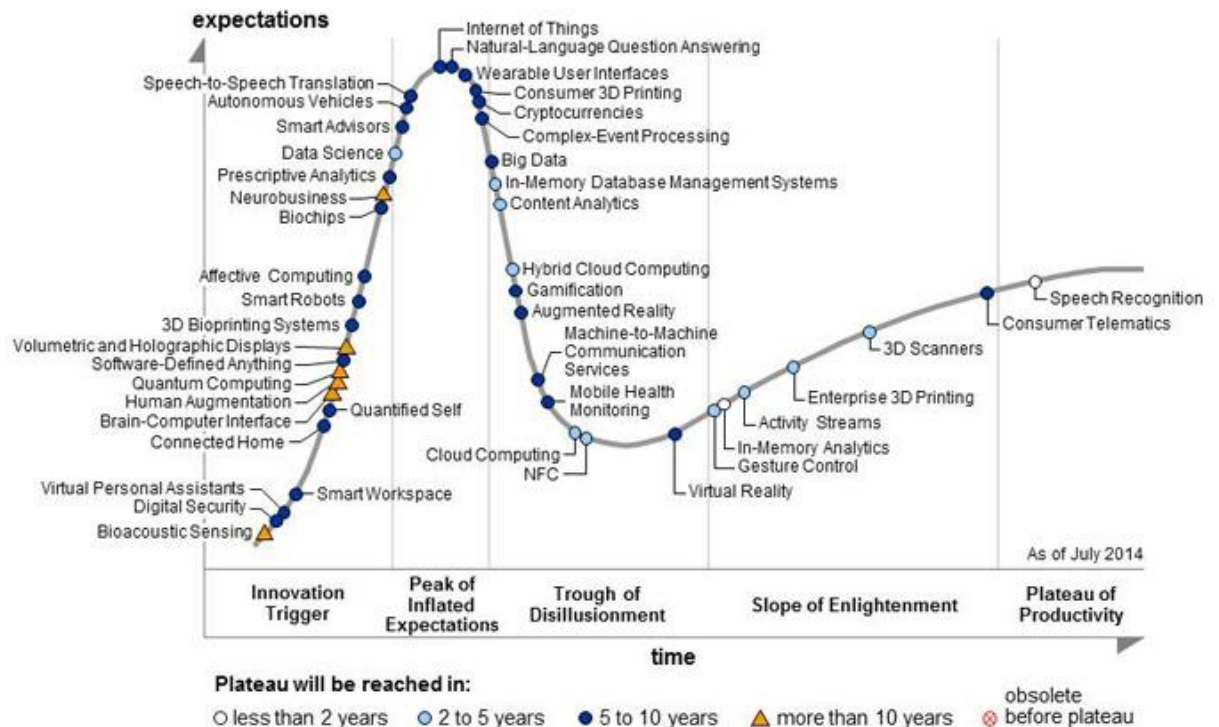 expectations
Internet of Things
Natural-Language Question Answering
Wearable User Interfaces
Consumer 3D Printing
Cryptocurrencies
Complex-Event Processing
Speech-to-Speech Translation
Autonomous Vehicles
Smart Advisors
Data Science
Prescriptive Analytics
Neurobusiness
Biochips
Big Data
In-Memory Database Management Systems
Content Analytics
Hybrid Cloud Computing
Gamification
Augmented Reality
Machine-to-Machine
Communication
Services
Mobile Health
Monitoring
Affective Computing
Smart Robots
3D Bioprinting Systems
Volumetric and Holographic Displays
Software-Defined Anything
Quantum Computing
Human Augmentation
Brain-Computer Interface
Quantified Self
Connected Home
Cloud Computing
NFC
Virtual Personal Assistants
Smart Workspace
Digital Security
Bioacoustic Sensing
Speech Recognition
Consumer Telematics
3D Scanners
Enterprise 3D Printing
Activity Streams
In-Memory Analytics
Gesture Control
Virtual Reality
As of July 2014
Innovation
Trigger
Peak of
Inflated
Expectations
Trough of
Disillusionment
Slope of Enlightenment
Plateau of
Productivity
time
Plateau will be reached in:
less than 2 years
2 to 5 years
5 to 10 years
more than 10 years
obsolete
before plateau